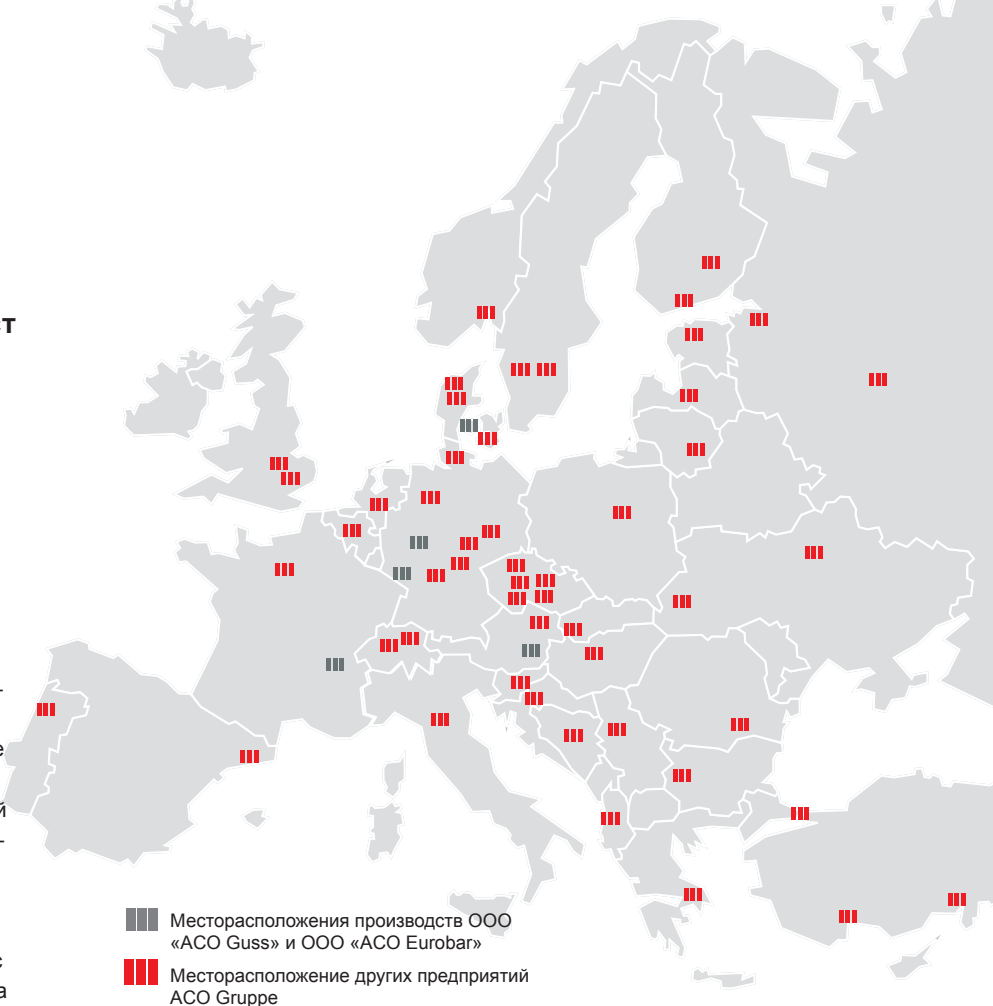 Месторасположения производств ООО
«ACO Guss» и ООО «ACO Eurobar»
Месторасположение других предприятий
ACO Gruppe